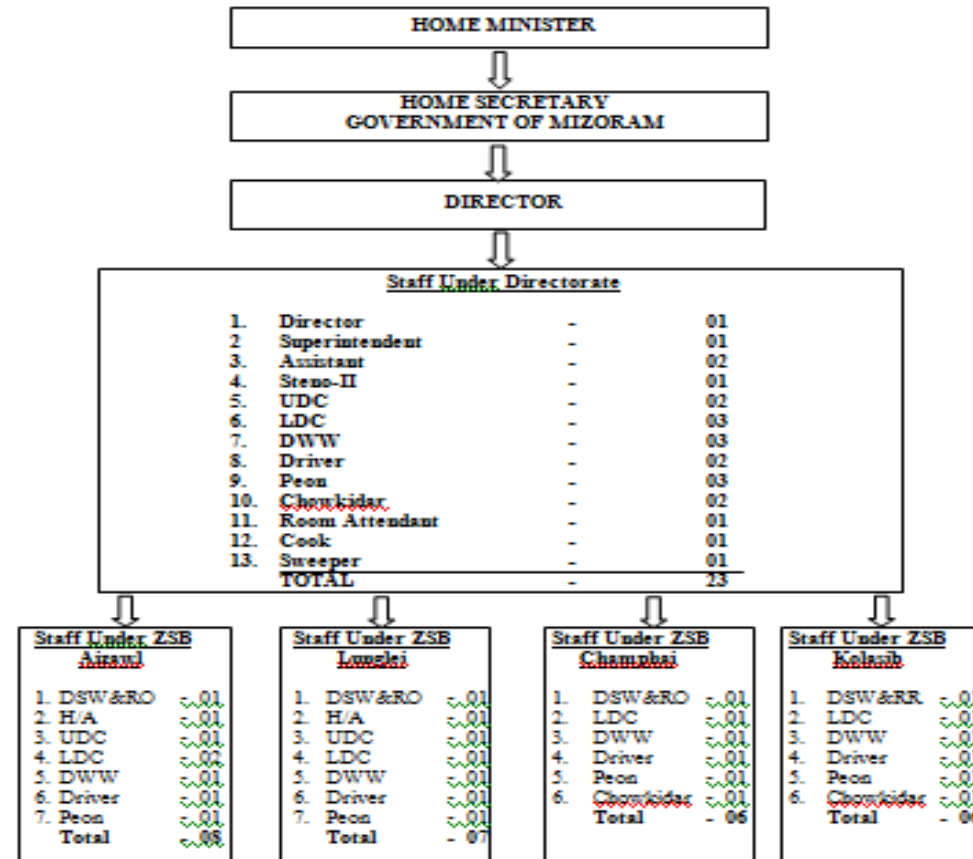 HOME MINISTER
HOME SECRETARY
GOVERNMENT OF MIZORAM
DIRECTOR
Staff Under Directorate
1. Director - 01
2 Superintendent - 01
3. Assistant - 02
4. Steno-II - 01
5. UDC - 02
6. LDC - 03
7. DWW - 03
8. Driver - 02
9. Peon - 03
10. Chowkidar - 02
11. Room Attendant - 01
12. Cook - 01
13. Sweeper - 01
TOTAL - 23
Staff Under ZSB
Aizawl
1. DSW&RO - 01
2. H/A - 01
3. UDC - 01
4. LDC - 02
5. DWW - 01
6. Driver - 01
7. Peon - 01
Total - 08
Staff Under ZSB
Lunglei
1. DSW&RO - 01
2. H/A - 01
3. UDC - 01
4. LDC - 01
5. DWW - 01
6. Driver - 01
7. Peon - 01
Total - 07
Staff Under ZSB
Champhai
1. DSW&RO - 01
2. LDC - 01
3. DWW - 01
4. Driver - 01
5. Peon - 01
6. Chowkidar - 01
Total - 06
Staff Under ZSB
Kolasib
1. DSW&RR -
2. LDC -
3. DWW -
4. Driver -
5. Peon -
6. Chowkidar -
Total -